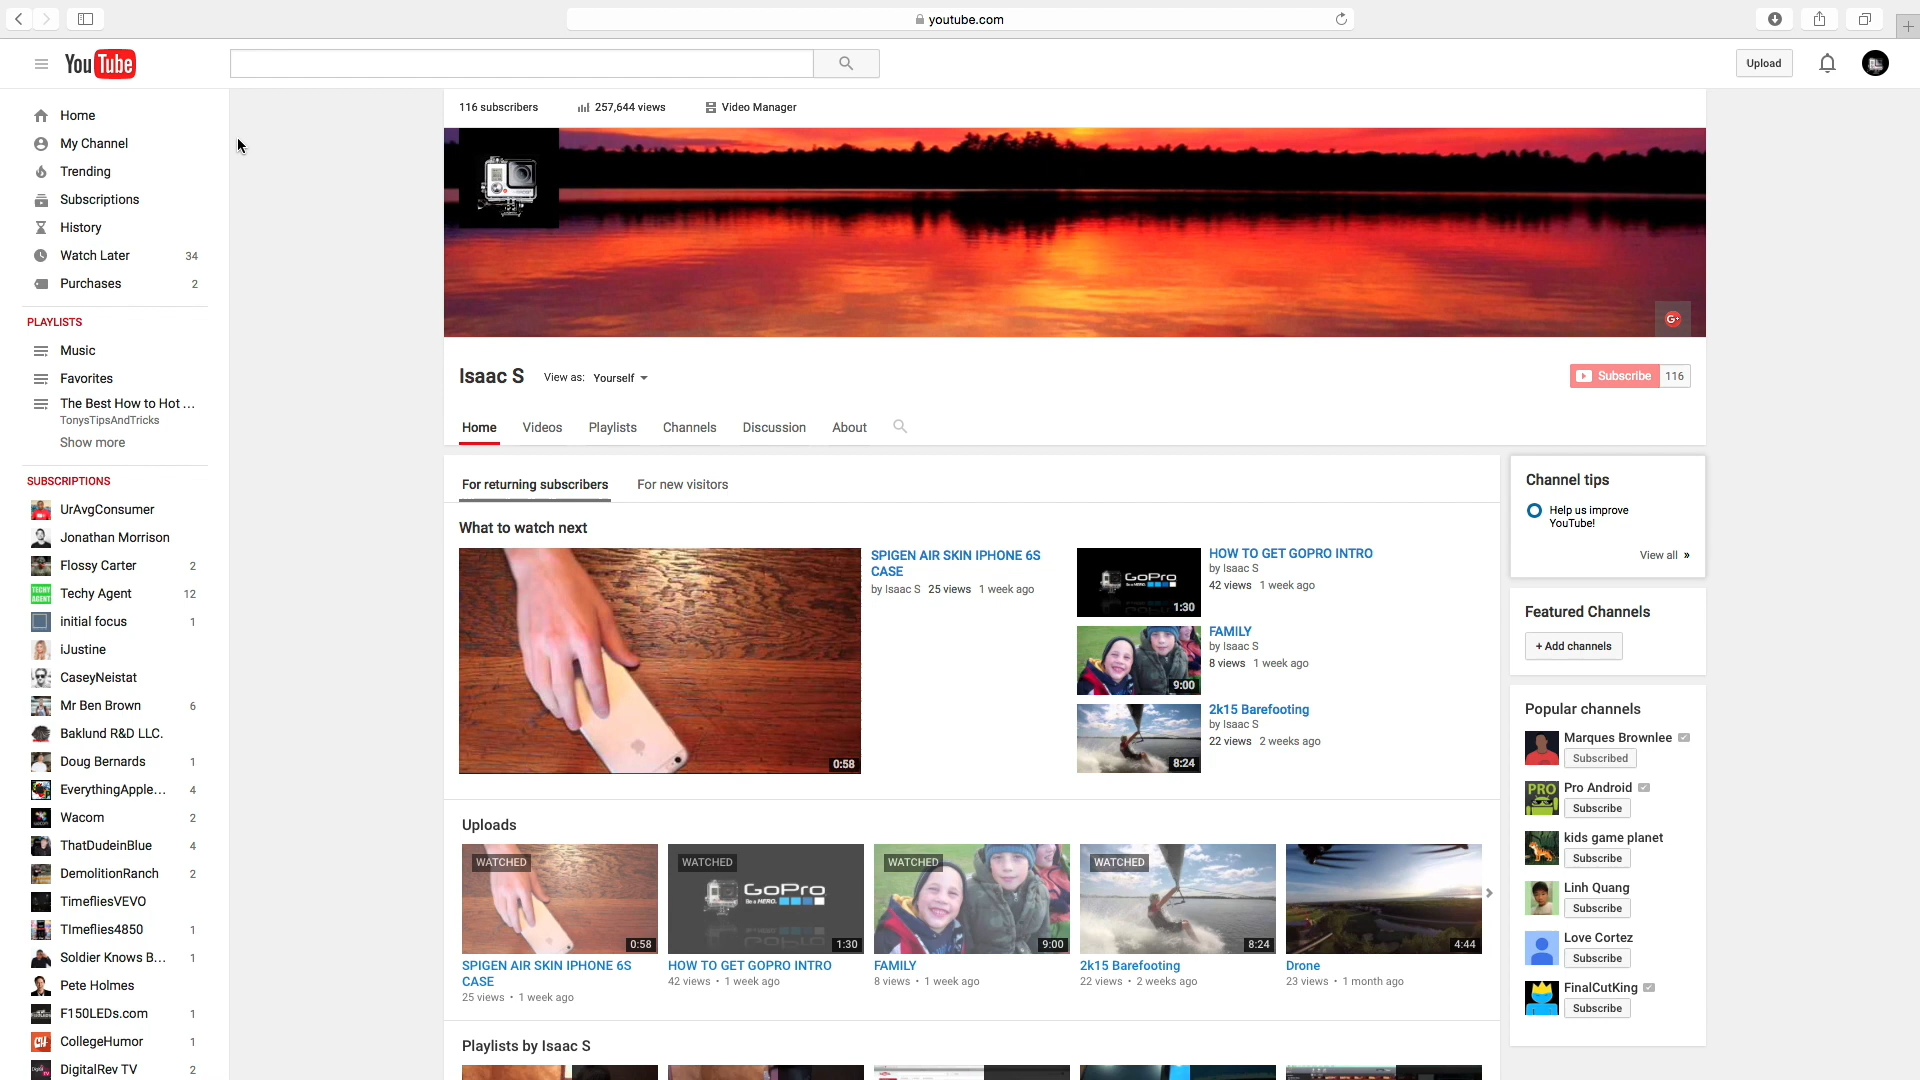 youtube.com
YouTube
Upload
Home
My Channel
Trending
Subscriptions
History
Watch Later 34
Purchases 2
PLAYLISTS
Music
Favorites
The Best How to Hot ...
TonysTipsAndTricks
Show more
SUBSCRIPTIONS
UrAvgConsumer
Jonathan Morrison
Flossy Carter 2
Techy Agent 12
initial focus 1
iJustine
CaseyNeistat
Mr Ben Brown 6
Baklund R&D LLC.
Doug Bernards 1
EverythingApple... 4
Wacom 2
ThatDudeinBlue 4
DemolitionRanch 2
TimefliesVEVO
TImeflies4850 1
Soldier Knows B... 1
Pete Holmes
F150LEDs.com 1
CollegeHumor 1
DigitalRev TV 2
116 subscribers 257,644 views Video Manager
G+
Isaac S View as: Yourself
Subscribe 116
Home Videos Playlists Channels Discussion About
For returning subscribers For new visitors
What to watch next
0:58
SPIGEN AIR SKIN IPHONE 6S
CASE
by Isaac S 25 views 1 week ago
GoPro
Be a HERO.
1:30
HOW TO GET GOPRO INTRO
by Isaac S
42 views 1 week ago
9:00
FAMILY
by Isaac S
8 views 1 week ago
8:24
2k15 Barefooting
by Isaac S
22 views 2 weeks ago
Uploads
WATCHED
0:58
SPIGEN AIR SKIN IPHONE 6S
CASE
25 views • 1 week ago
WATCHED
GoPro
Be a HERO.
1:30
HOW TO GET GOPRO INTRO
42 views • 1 week ago
WATCHED
9:00
FAMILY
8 views • 1 week ago
WATCHED
8:24
2k15 Barefooting
22 views • 2 weeks ago
4:44
Drone
23 views • 1 month ago
Playlists by Isaac S
Channel tips
Help us improve
YouTube!
View all »
Featured Channels
+ Add channels
Popular channels
Marques Brownlee
Subscribed
PRO
Pro Android
Subscribe
kids game planet
Subscribe
Linh Quang
Subscribe
Love Cortez
Subscribe
FinalCutKing
Subscribe